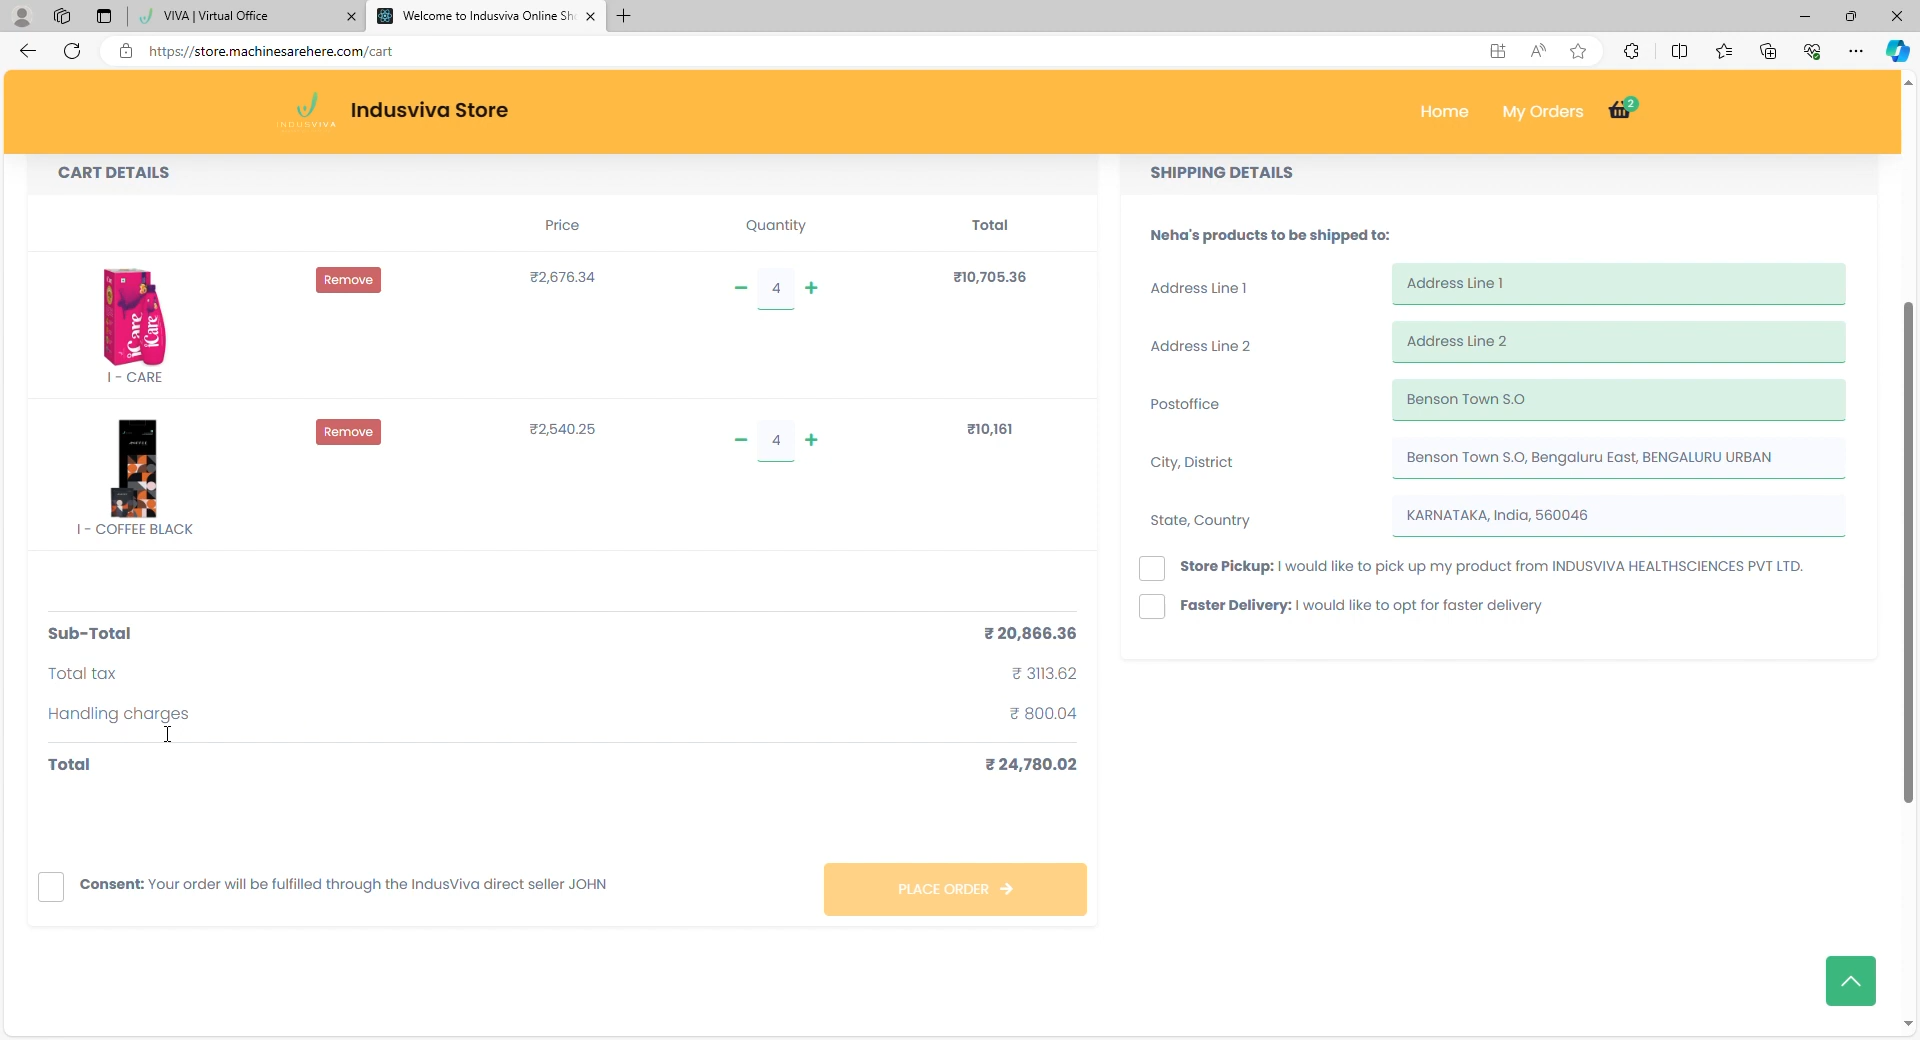 VIVA | Virtual Office
Welcome to Indusviva Online Sh
https://store.machinesarehere.com/cart
INDUSVIVA
Indusviva Store
Home
My Orders
2
CART DETAILS
Price
Quantity
Total
iCare
iCare
Remove
₹2,676.34
4
₹10,705.36
I - CARE
Remove
₹2,540.25
4
₹10,161
I - COFFEE BLACK
Sub-Total
₹ 20,866.36
Total tax
₹ 3113.62
Handling charges
₹ 800.04
Total
₹ 24,780.02
Consent: Your order will be fulfilled through the IndusViva direct seller JOHN
PLACE ORDER
SHIPPING DETAILS
Neha's products to be shipped to:
Address Line 1
Address Line 1
Address Line 2
Address Line 2
Postoffice
Benson Town S.O
City, District
Benson Town S.O, Bengaluru East, BENGALURU URBAN
State, Country
KARNATAKA, India, 560046
Store Pickup: I would like to pick up my product from INDUSVIVA HEALTHSCIENCES PVT LTD.
Faster Delivery: I would like to opt for faster delivery